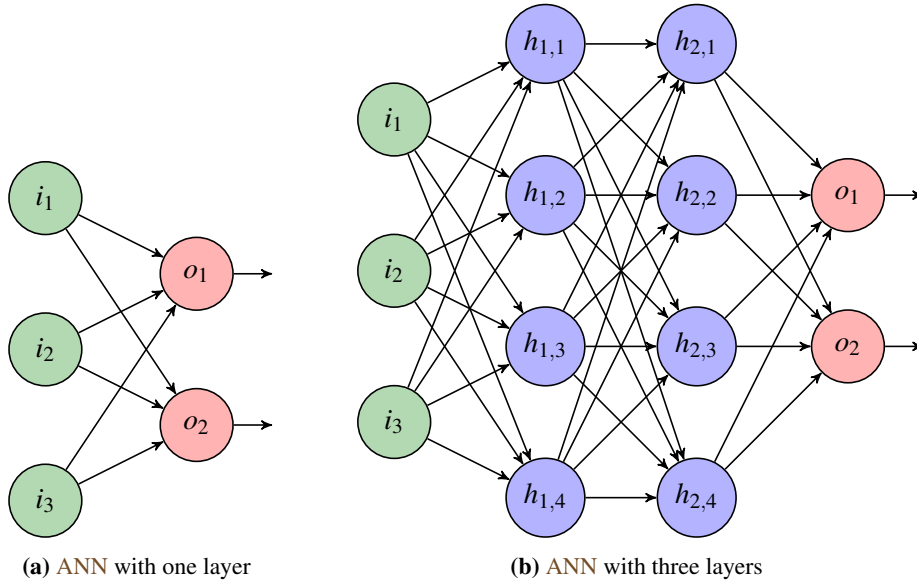 i1
i2
i3
o1
o2
(a) ANN with one layer
i1
i2
i3
h1,1
h1,2
h1,3
h1,4
h2,1
h2,2
h2,3
h2,4
o1
o2
(b) ANN with three layers